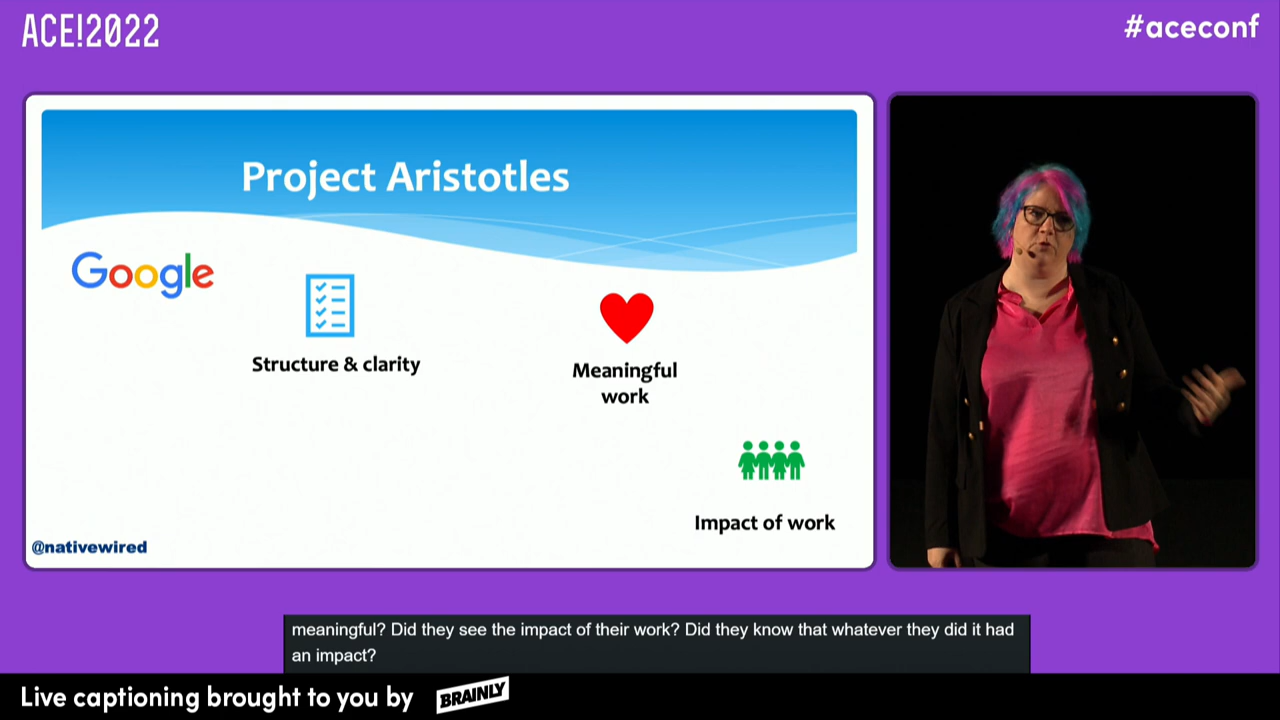 ACE!2022
#aceconf
Project Aristotles
Google
Structure & clarity
Meaningful
work
Impact of work
@nativewired
meaningful? Did they see the impact of their work? Did they know that whatever they did it had
an impact?
Live captioning brought to you by BRAINLY